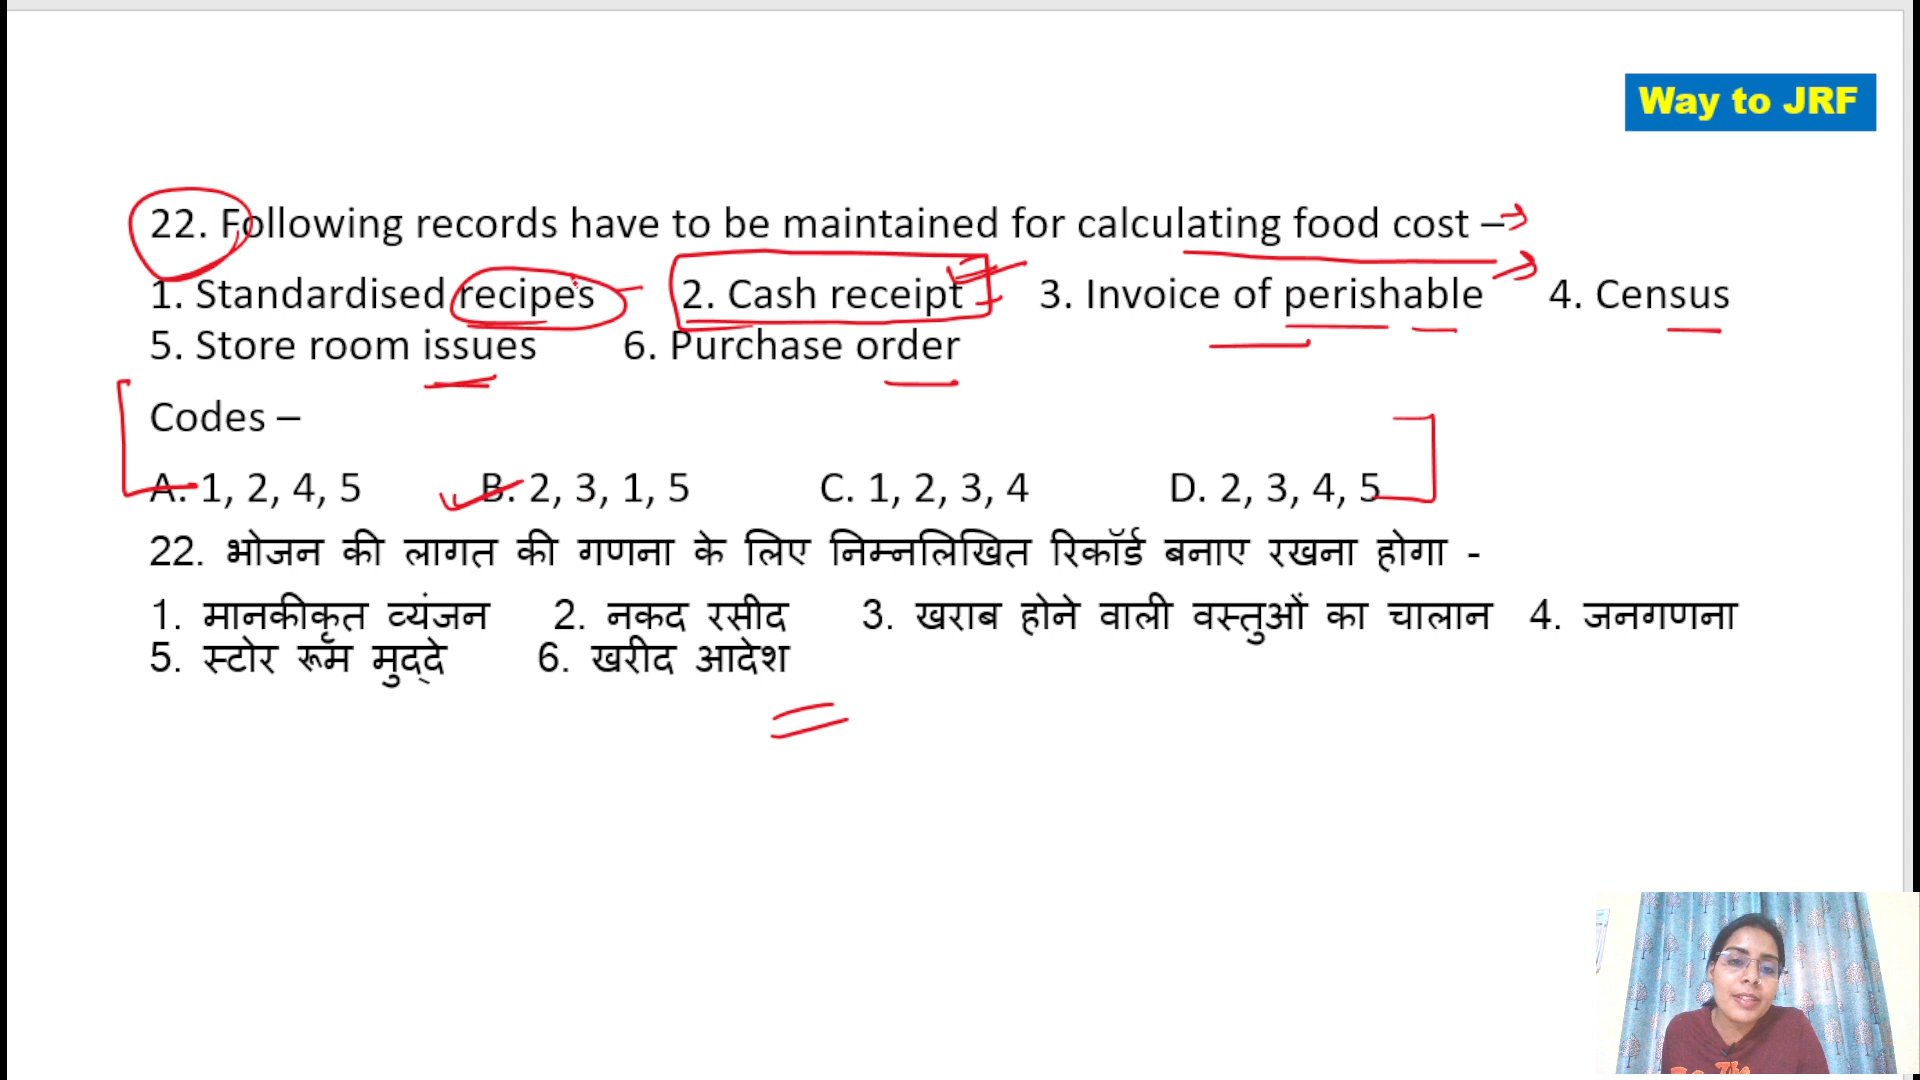 Way to JRF
22. Following records have to be maintained for calculating food cost –
1. Standardised recipes 2. Cash receipt 3. Invoice of perishable 4. Census
5. Store room issues 6. Purchase order
Codes –
A. 1, 2, 4, 5 B. 2, 3, 1, 5 C. 1, 2, 3, 4 D. 2, 3, 4, 5
22. भोजन की लागत की गणना के लिए निम्नलिखित रिकॉर्ड बनाए रखना होगा -
1. मानकीकृत व्यंजन 2. नकद रसीद 3. खराब होने वाली वस्तुओं का चालान 4. जनगणना
5. स्टोर रूम मुद्दे 6. खरीद आदेश